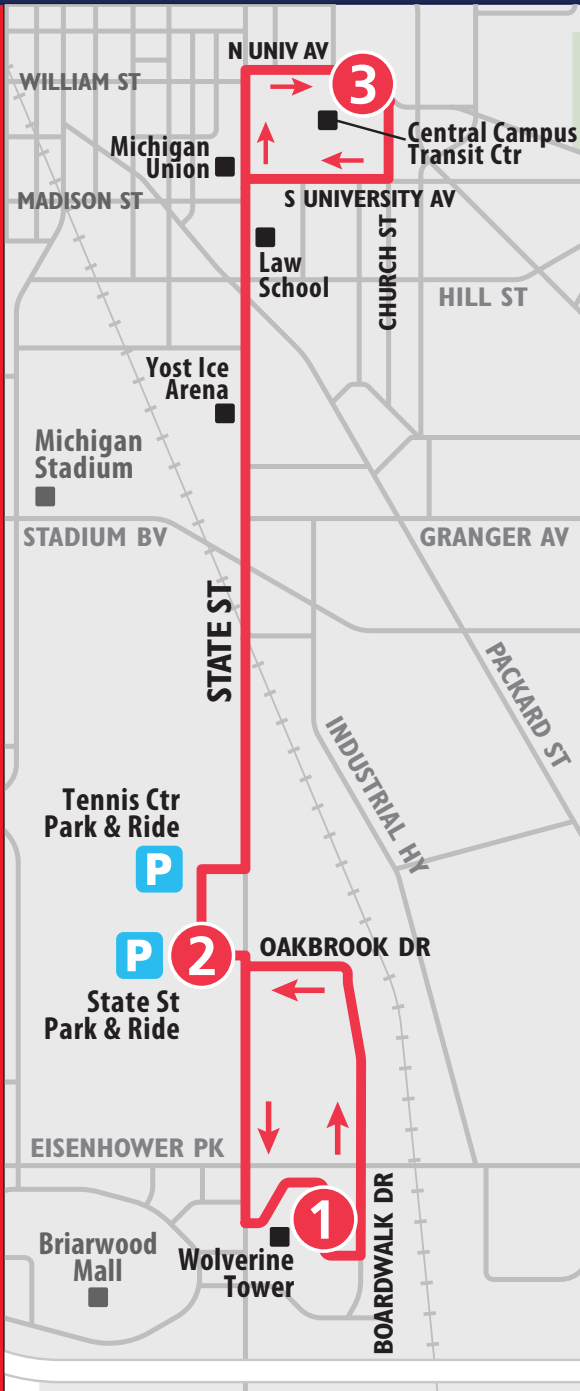 N UNIV AV
WILLIAM ST
3
Central Campus
Transit Ctr
Michigan
Union
MADISON ST
S UNIVERSITY AV
Law
School
CHURCH ST
HILL ST
Yost Ice
Arena
Michigan
Stadium
STADIUM BV
GRANGER AV
STATE ST
PACKARD ST
INDUSTRIAL HY
Tennis Ctr
Park & Ride
P
P
2
OAKBROOK DR
State St
Park & Ride
EISENHOWER PK
1
BOARDWALK DR
Briarwood
Mall
Wolverine
Tower